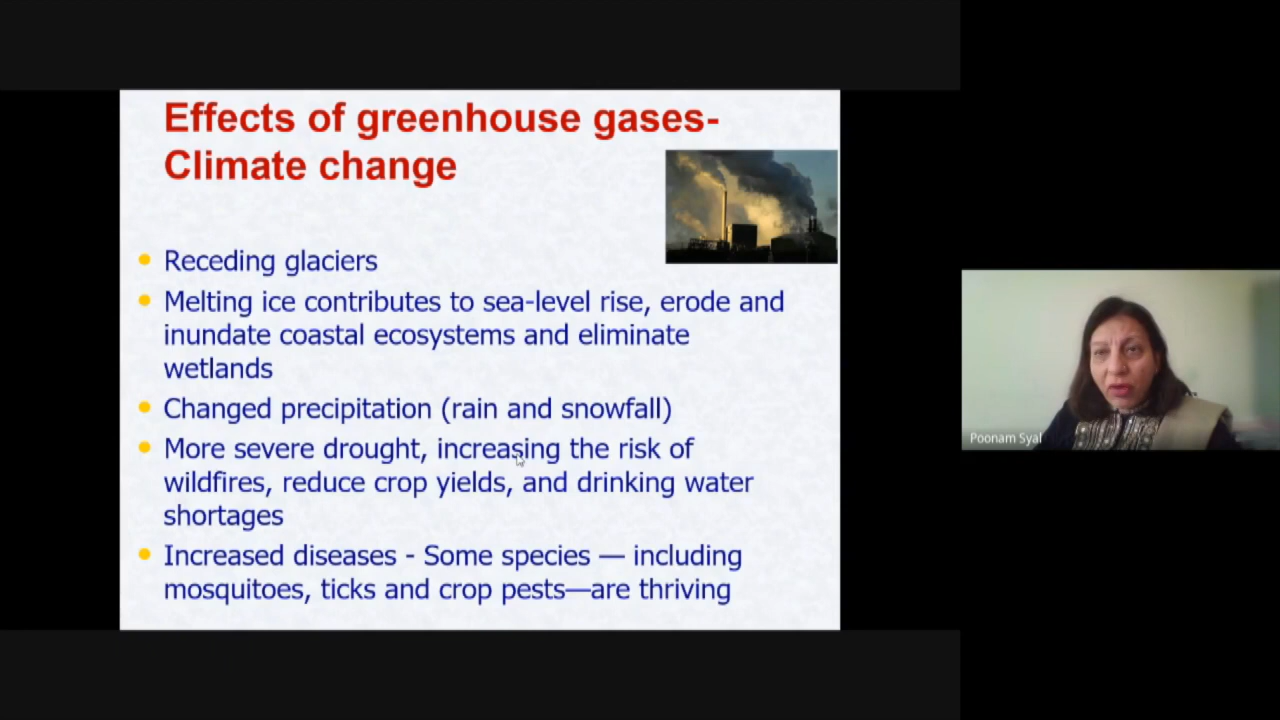 Effects of greenhouse gases-
Climate change
Receding glaciers
Melting ice contributes to sea-level rise, erode and
inundate coastal ecosystems and eliminate
wetlands
Changed precipitation (rain and snowfall)
More severe drought, increasing the risk of
wildfires, reduce crop yields, and drinking water
shortages
Increased diseases - Some species — including
mosquitoes, ticks and crop pests—are thriving
Poonam Syal